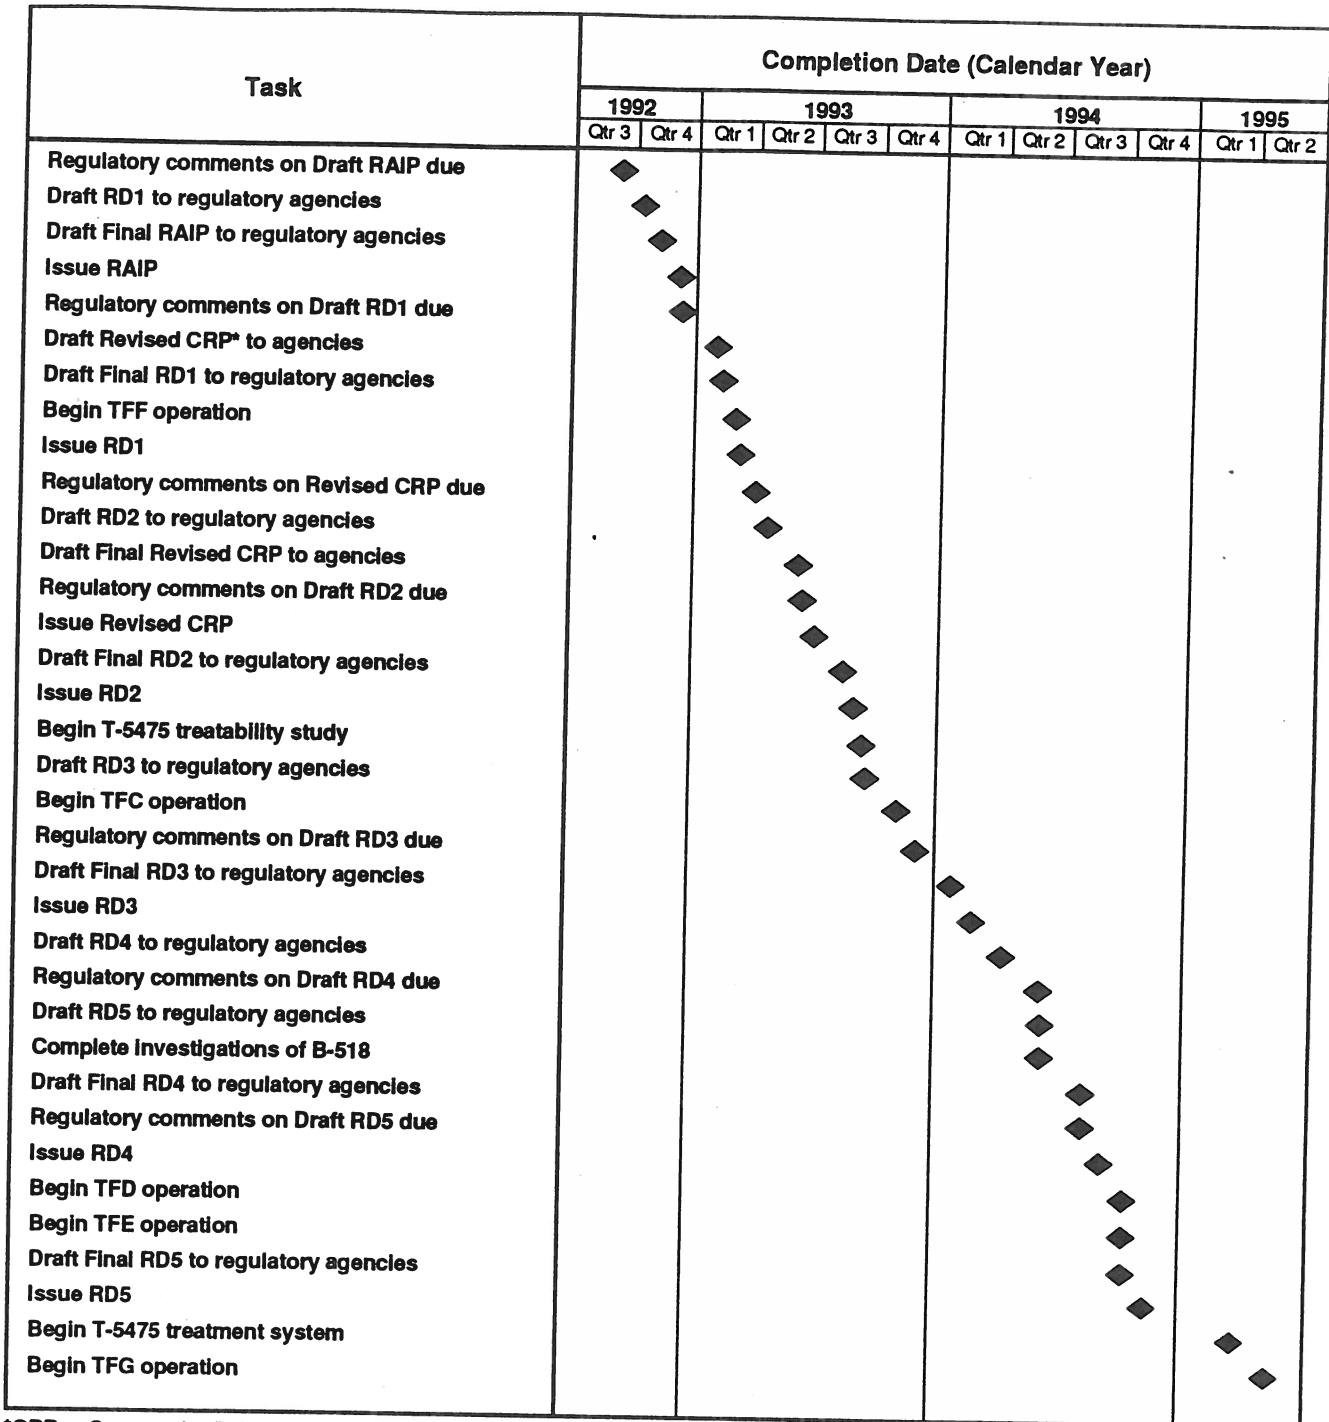 Task
Completion Date (Calendar Year)
1992 1993 1994 1995
Qtr 3 Qtr 4 Qtr 1 Qtr 2 Qtr 3 Qtr 4 Qtr 1 Qtr 2 Qtr 3 Qtr 4 Qtr 1 Qtr 2
Regulatory comments on Draft RAIP due
Draft RD1 to regulatory agencies
Draft Final RAIP to regulatory agencies
Issue RAIP
Regulatory comments on Draft RD1 due
Draft Revised CRP* to agencies
Draft Final RD1 to regulatory agencies
Begin TFF operation
Issue RD1
Regulatory comments on Revised CRP due
Draft RD2 to regulatory agencies
Draft Final Revised CRP to agencies
Regulatory comments on Draft RD2 due
Issue Revised CRP
Draft Final RD2 to regulatory agencies
Issue RD2
Begin T-5475 treatability study
Draft RD3 to regulatory agencies
Begin TFC operation
Regulatory comments on Draft RD3 due
Draft Final RD3 to regulatory agencies
Issue RD3
Draft RD4 to regulatory agencies
Regulatory comments on Draft RD4 due
Draft RD5 to regulatory agencies
Complete investigations of B-518
Draft Final RD4 to regulatory agencies
Regulatory comments on Draft RD5 due
Issue RD4
Begin TFD operation
Begin TFE operation
Draft Final RD5 to regulatory agencies
Issue RD5
Begin T-5475 treatment system
Begin TFG operation